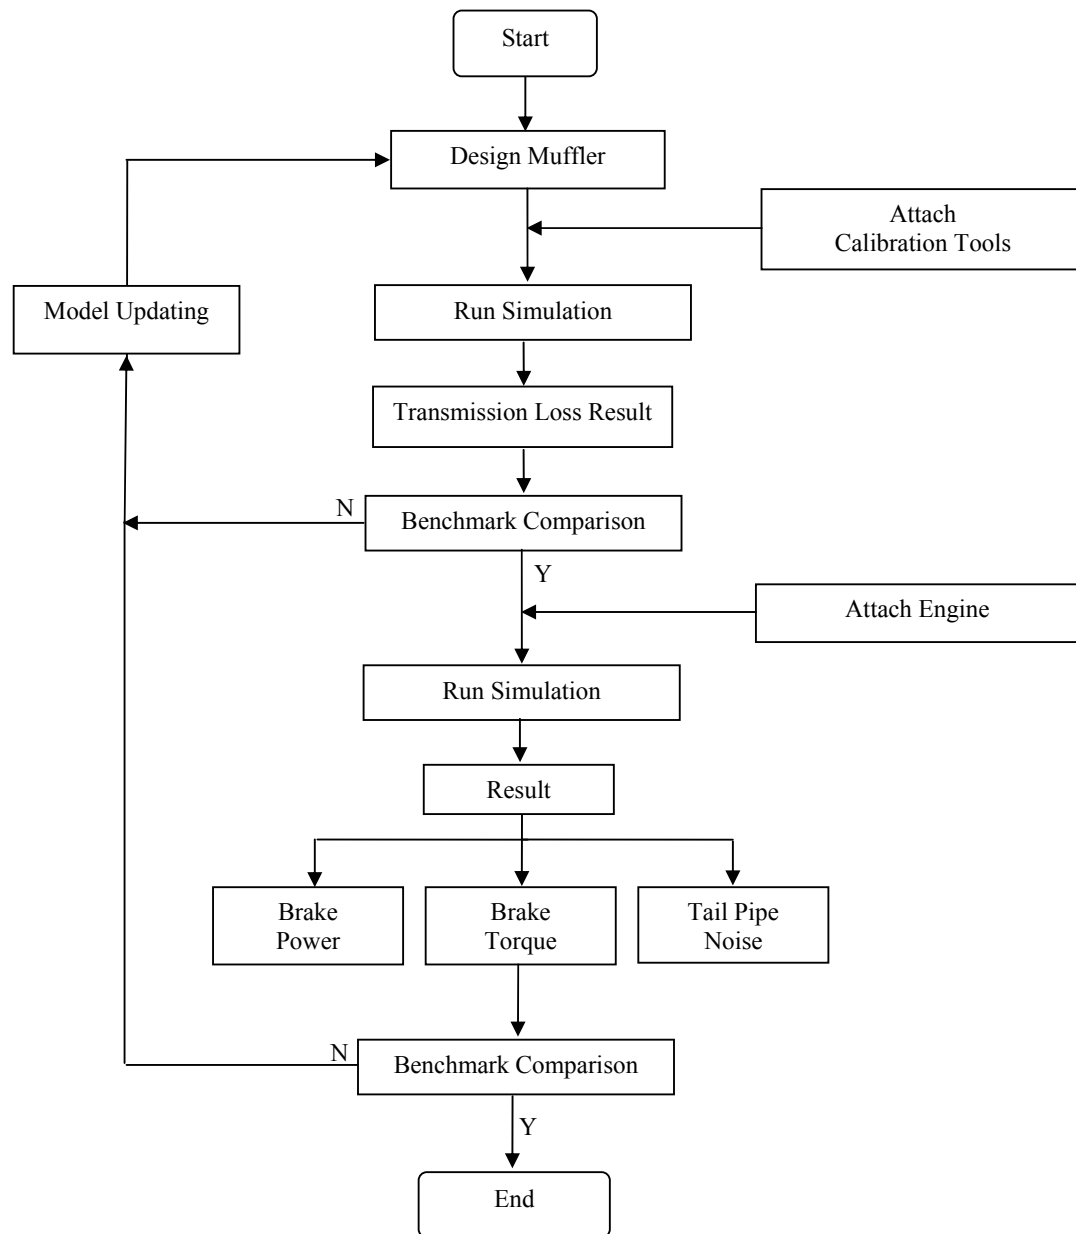 Start
Design Muffler
Attach
Calibration Tools
Model Updating
Run Simulation
Transmission Loss Result
N
Benchmark Comparison
Y
Attach Engine
Run Simulation
Result
Brake
Power
Brake
Torque
Tail Pipe
Noise
N
Benchmark Comparison
Y
End